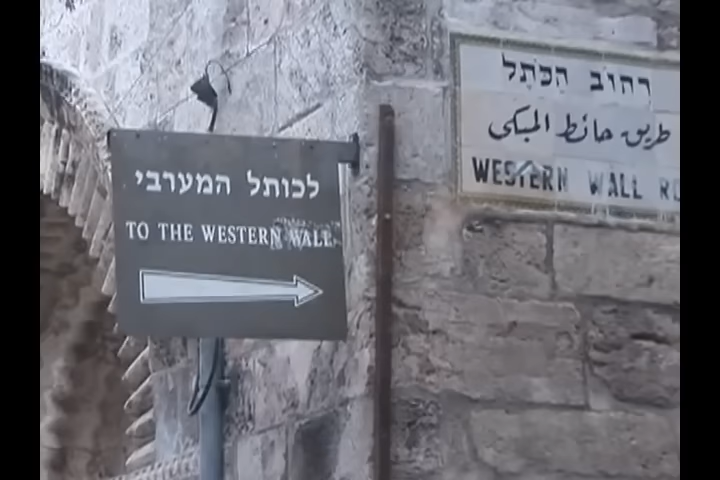 לכותל המערבי
TO THE WESTERN WALL
רחוב הכתל
طريق حائط المبكى
WESTERN WALL